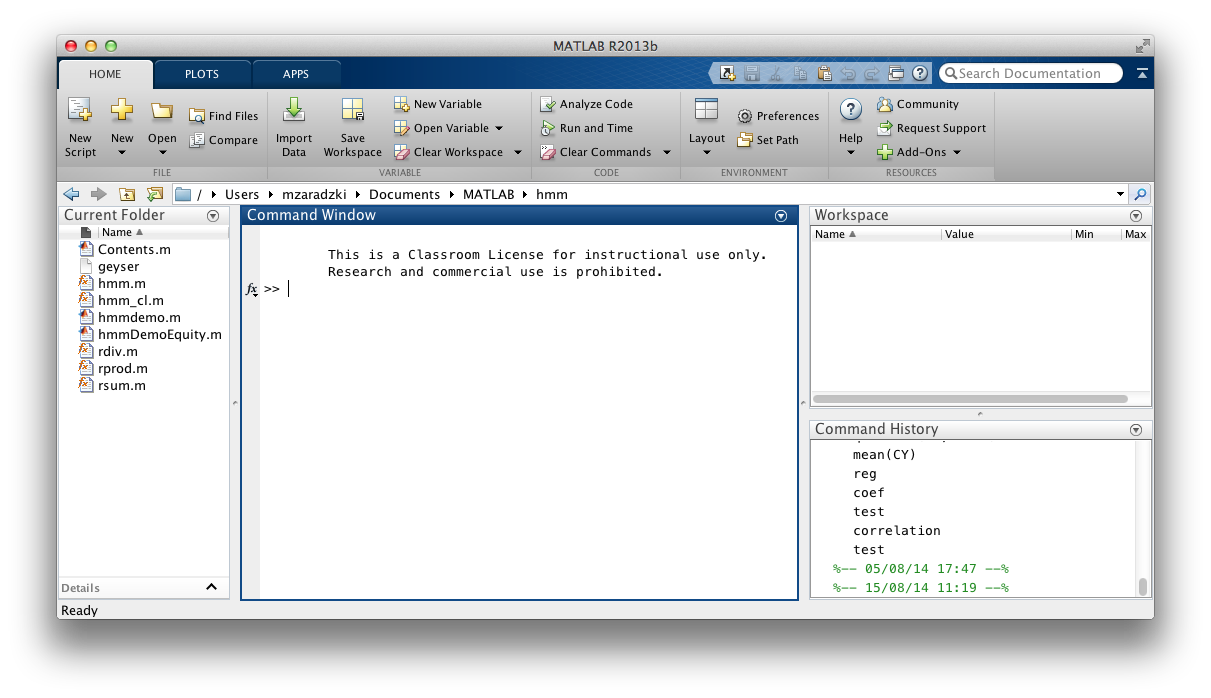 MATLAB R2013b
HOME PLOTS APPS Search Documentation
New Script
New
Open
Find Files
Compare
FILE
Import Data
Save Workspace
New Variable
Open Variable
Clear Workspace
VARIABLE
Analyze Code
Run and Time
Clear Commands
CODE
Layout
Preferences
Set Path
ENVIRONMENT
Help
Community
Request Support
Add-Ons
RESOURCES
/ Users mzaradzki Documents MATLAB hmm
Current Folder
Name
Contents.m
geyser
hmm.m
hmm_cl.m
hmmdemo.m
hmmDemoEquity.m
rdiv.m
rprod.m
rsum.m
Details
Command Window
This is a Classroom License for instructional use only.
Research and commercial use is prohibited.
fx >>
Workspace
Name Value Min Max
Command History
mean(CY)
reg
coef
test
correlation
test
%-- 05/08/14 17:47 --%
%-- 15/08/14 11:19 --%
Ready